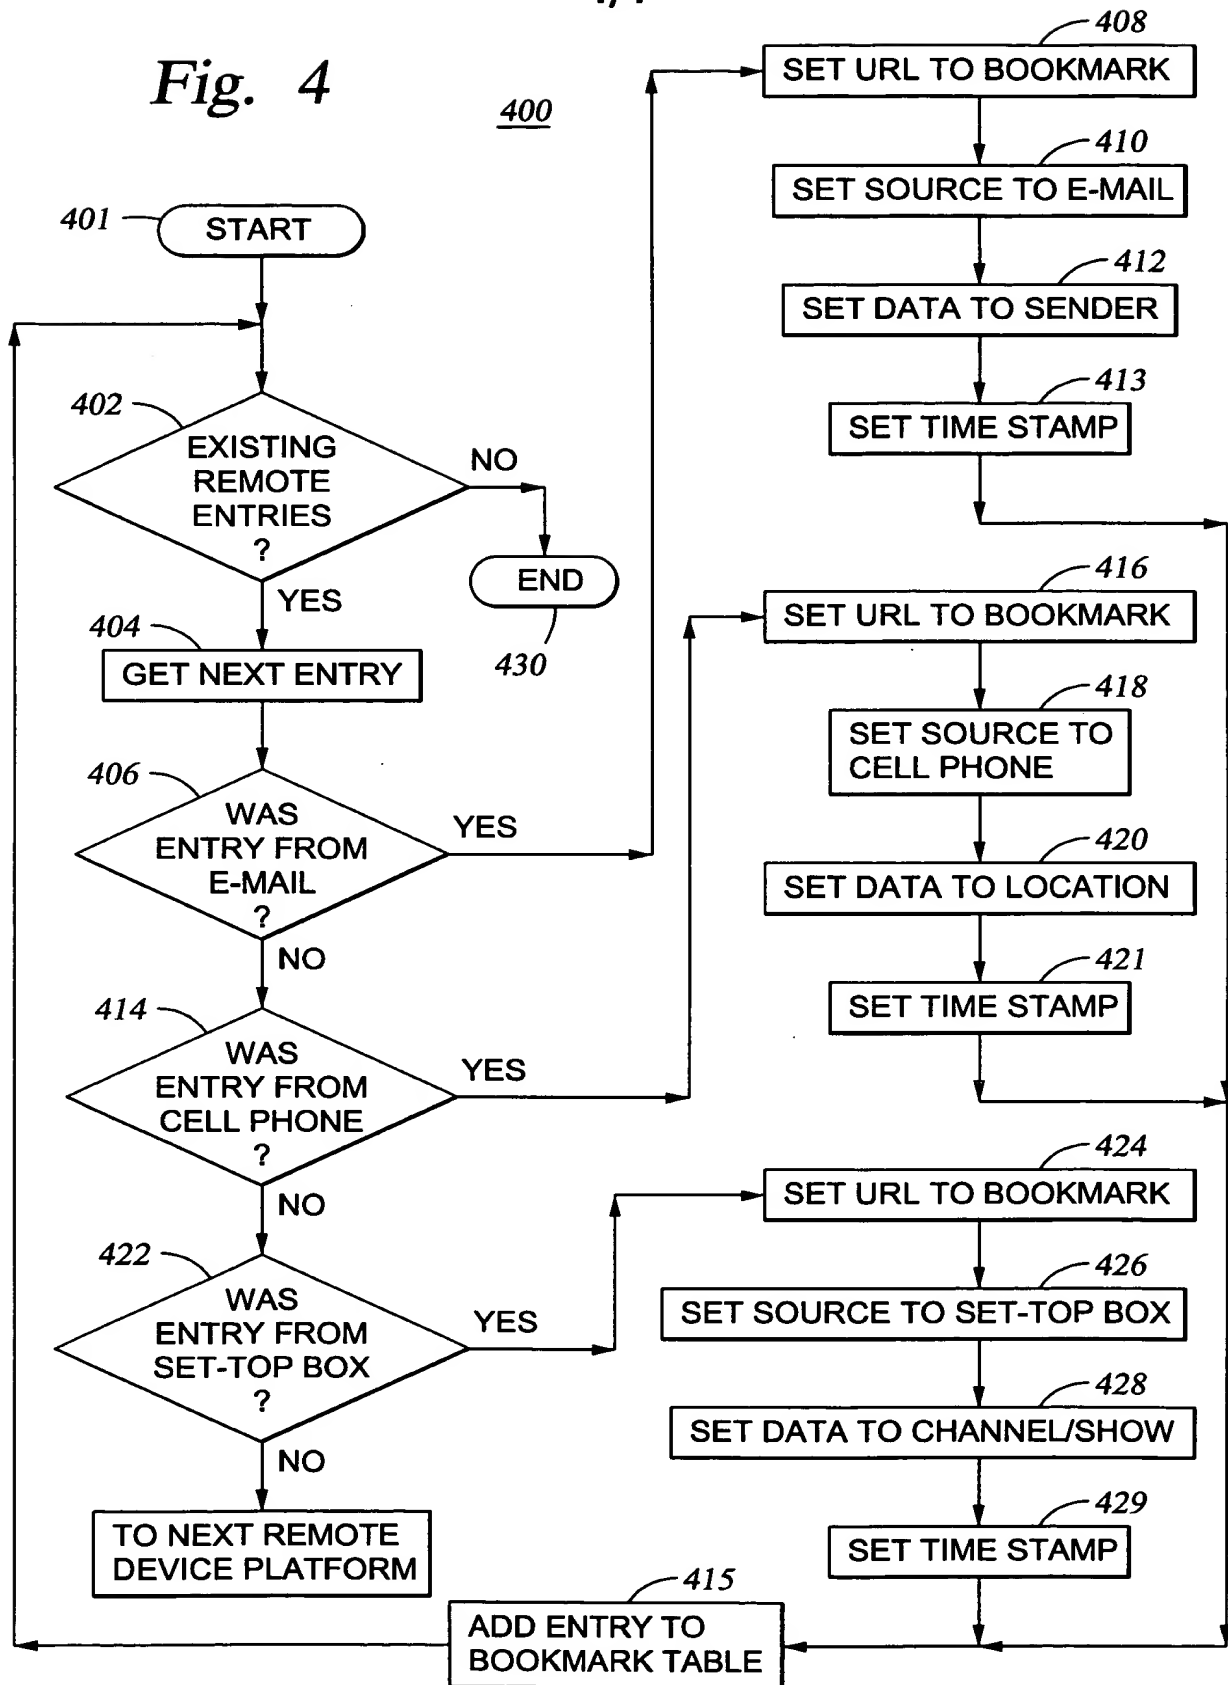 Fig. 4
400
401
START
402
EXISTING
REMOTE
ENTRIES
?
NO
END
430
YES
404
GET NEXT ENTRY
406
WAS
ENTRY FROM
E-MAIL
?
YES
NO
414
WAS
ENTRY FROM
CELL PHONE
?
YES
NO
422
WAS
ENTRY FROM
SET-TOP BOX
?
YES
NO
TO NEXT REMOTE
DEVICE PLATFORM
408
SET URL TO BOOKMARK
410
SET SOURCE TO E-MAIL
412
SET DATA TO SENDER
413
SET TIME STAMP
416
SET URL TO BOOKMARK
418
SET SOURCE TO
CELL PHONE
420
SET DATA TO LOCATION
421
SET TIME STAMP
424
SET URL TO BOOKMARK
426
SET SOURCE TO SET-TOP BOX
428
SET DATA TO CHANNEL/SHOW
429
SET TIME STAMP
415
ADD ENTRY TO
BOOKMARK TABLE